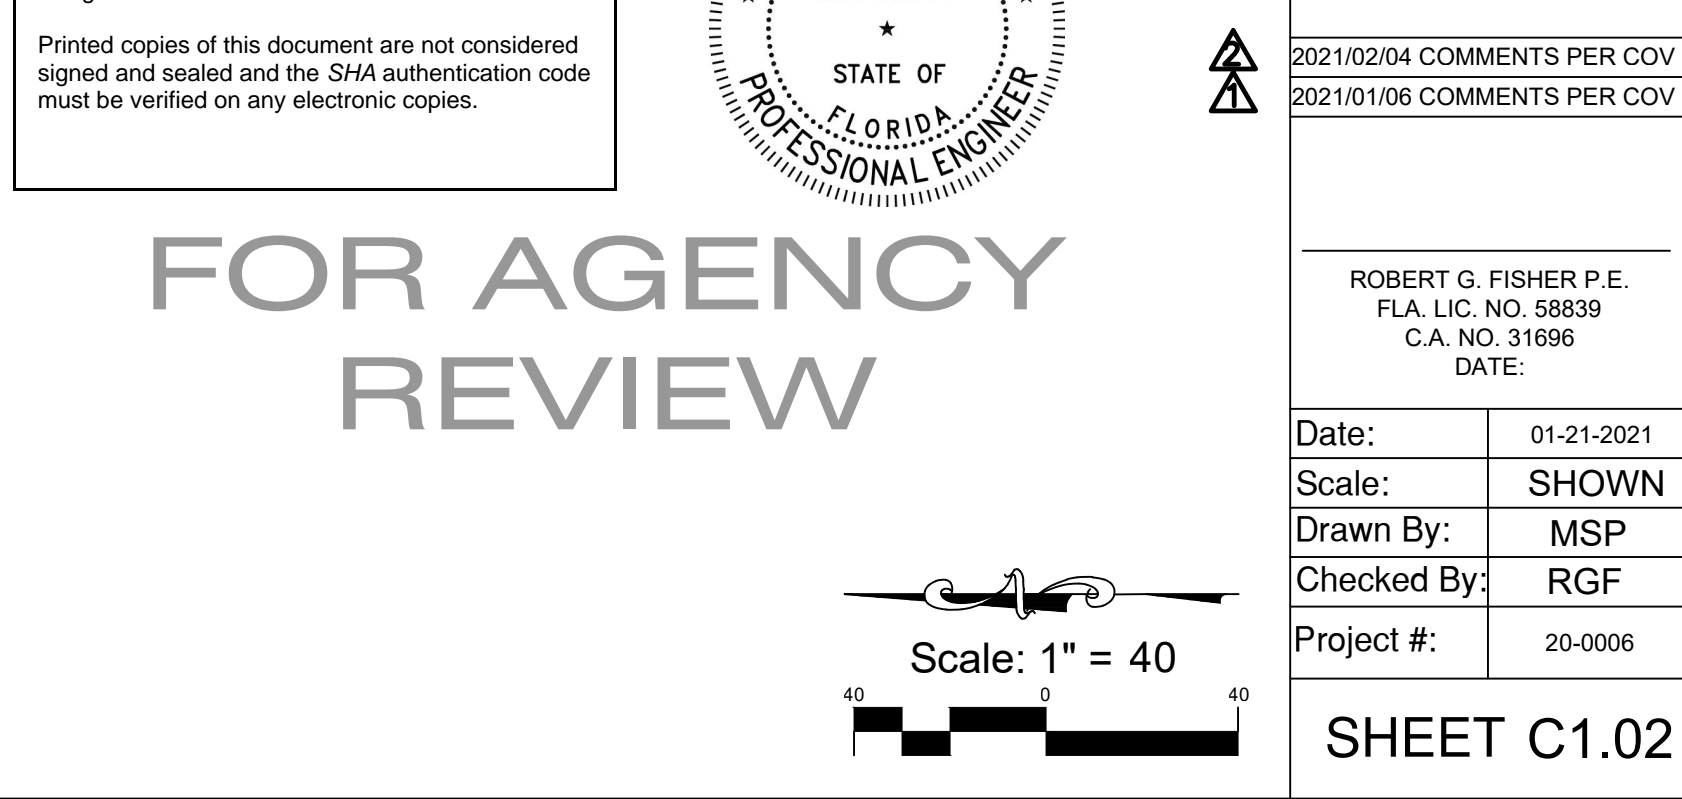 Printed copies of this document are not considered
signed and sealed and the SHA authentication code
must be verified on any electronic copies.
STATE OF
FLORIDA
PROFESSIONAL ENGINEER
2
2021/02/04 COMMENTS PER COV
1
2021/01/06 COMMENTS PER COV
FOR AGENCY
REVIEW
ROBERT G. FISHER P.E.
FLA. LIC. NO. 58839
C.A. NO. 31696
DATE:
Date: 01-21-2021
Scale: SHOWN
Drawn By: MSP
Checked By: RGF
Project #: 20-0006
N
Scale: 1" = 40
40 0 40
SHEET C1.02